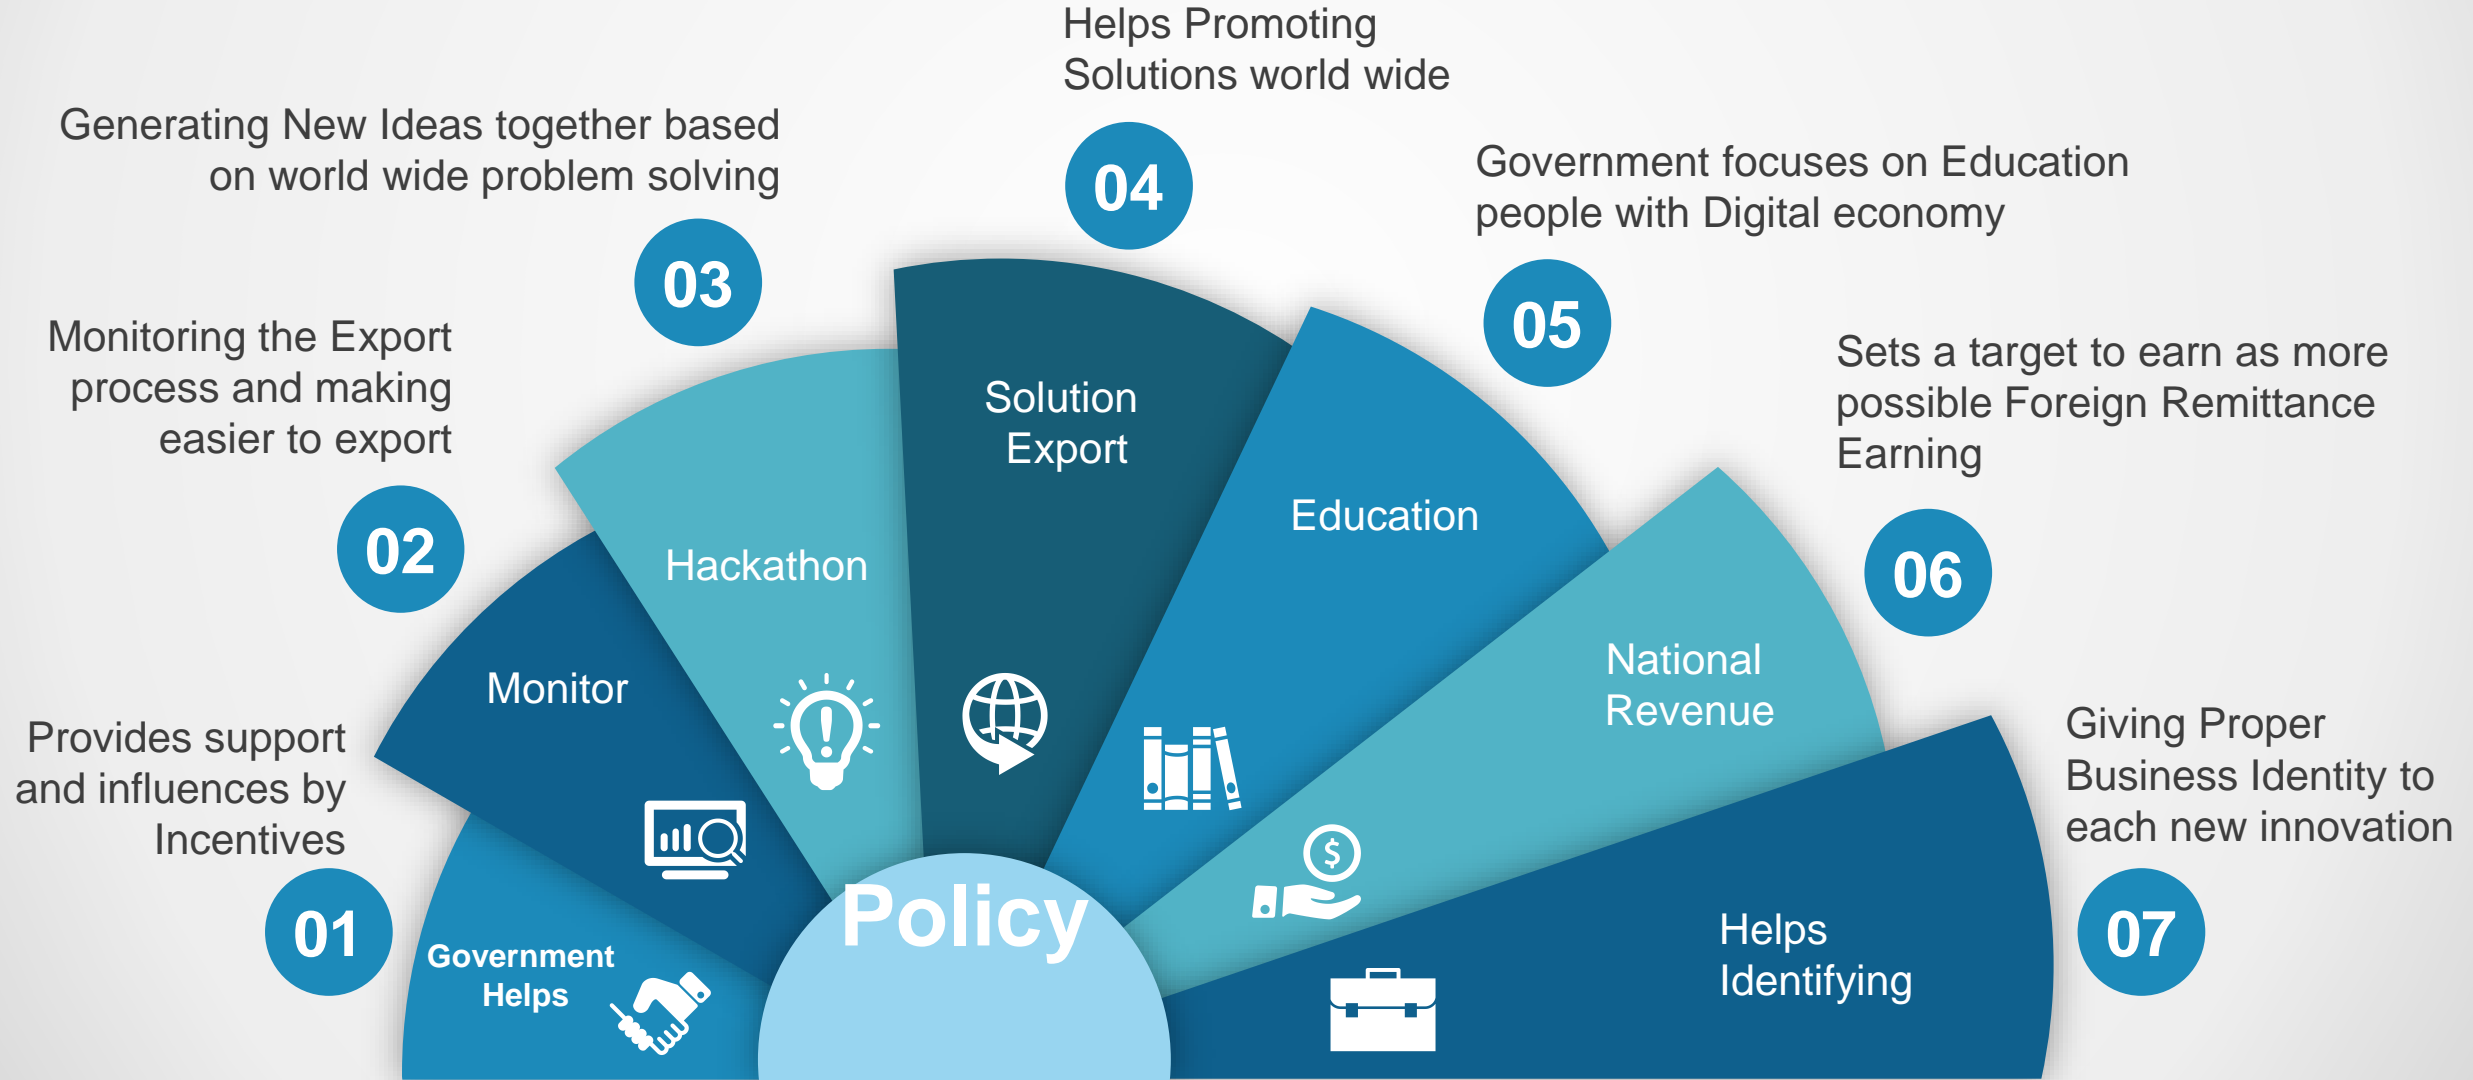 Helps Promoting
Solutions world wide
04
Generating New Ideas together based
on world wide problem solving
03
Government focuses on Education
people with Digital economy
05
Monitoring the Export
process and making
easier to export
02
Sets a target to earn as more
possible Foreign Remittance
Earning
06
Provides support
and influences by
Incentives
01
Giving Proper
Business Identity to
each new innovation
07
Government
Helps
Monitor
Hackathon
Solution
Export
Education
National
Revenue
$
Helps
Identifying
Policy